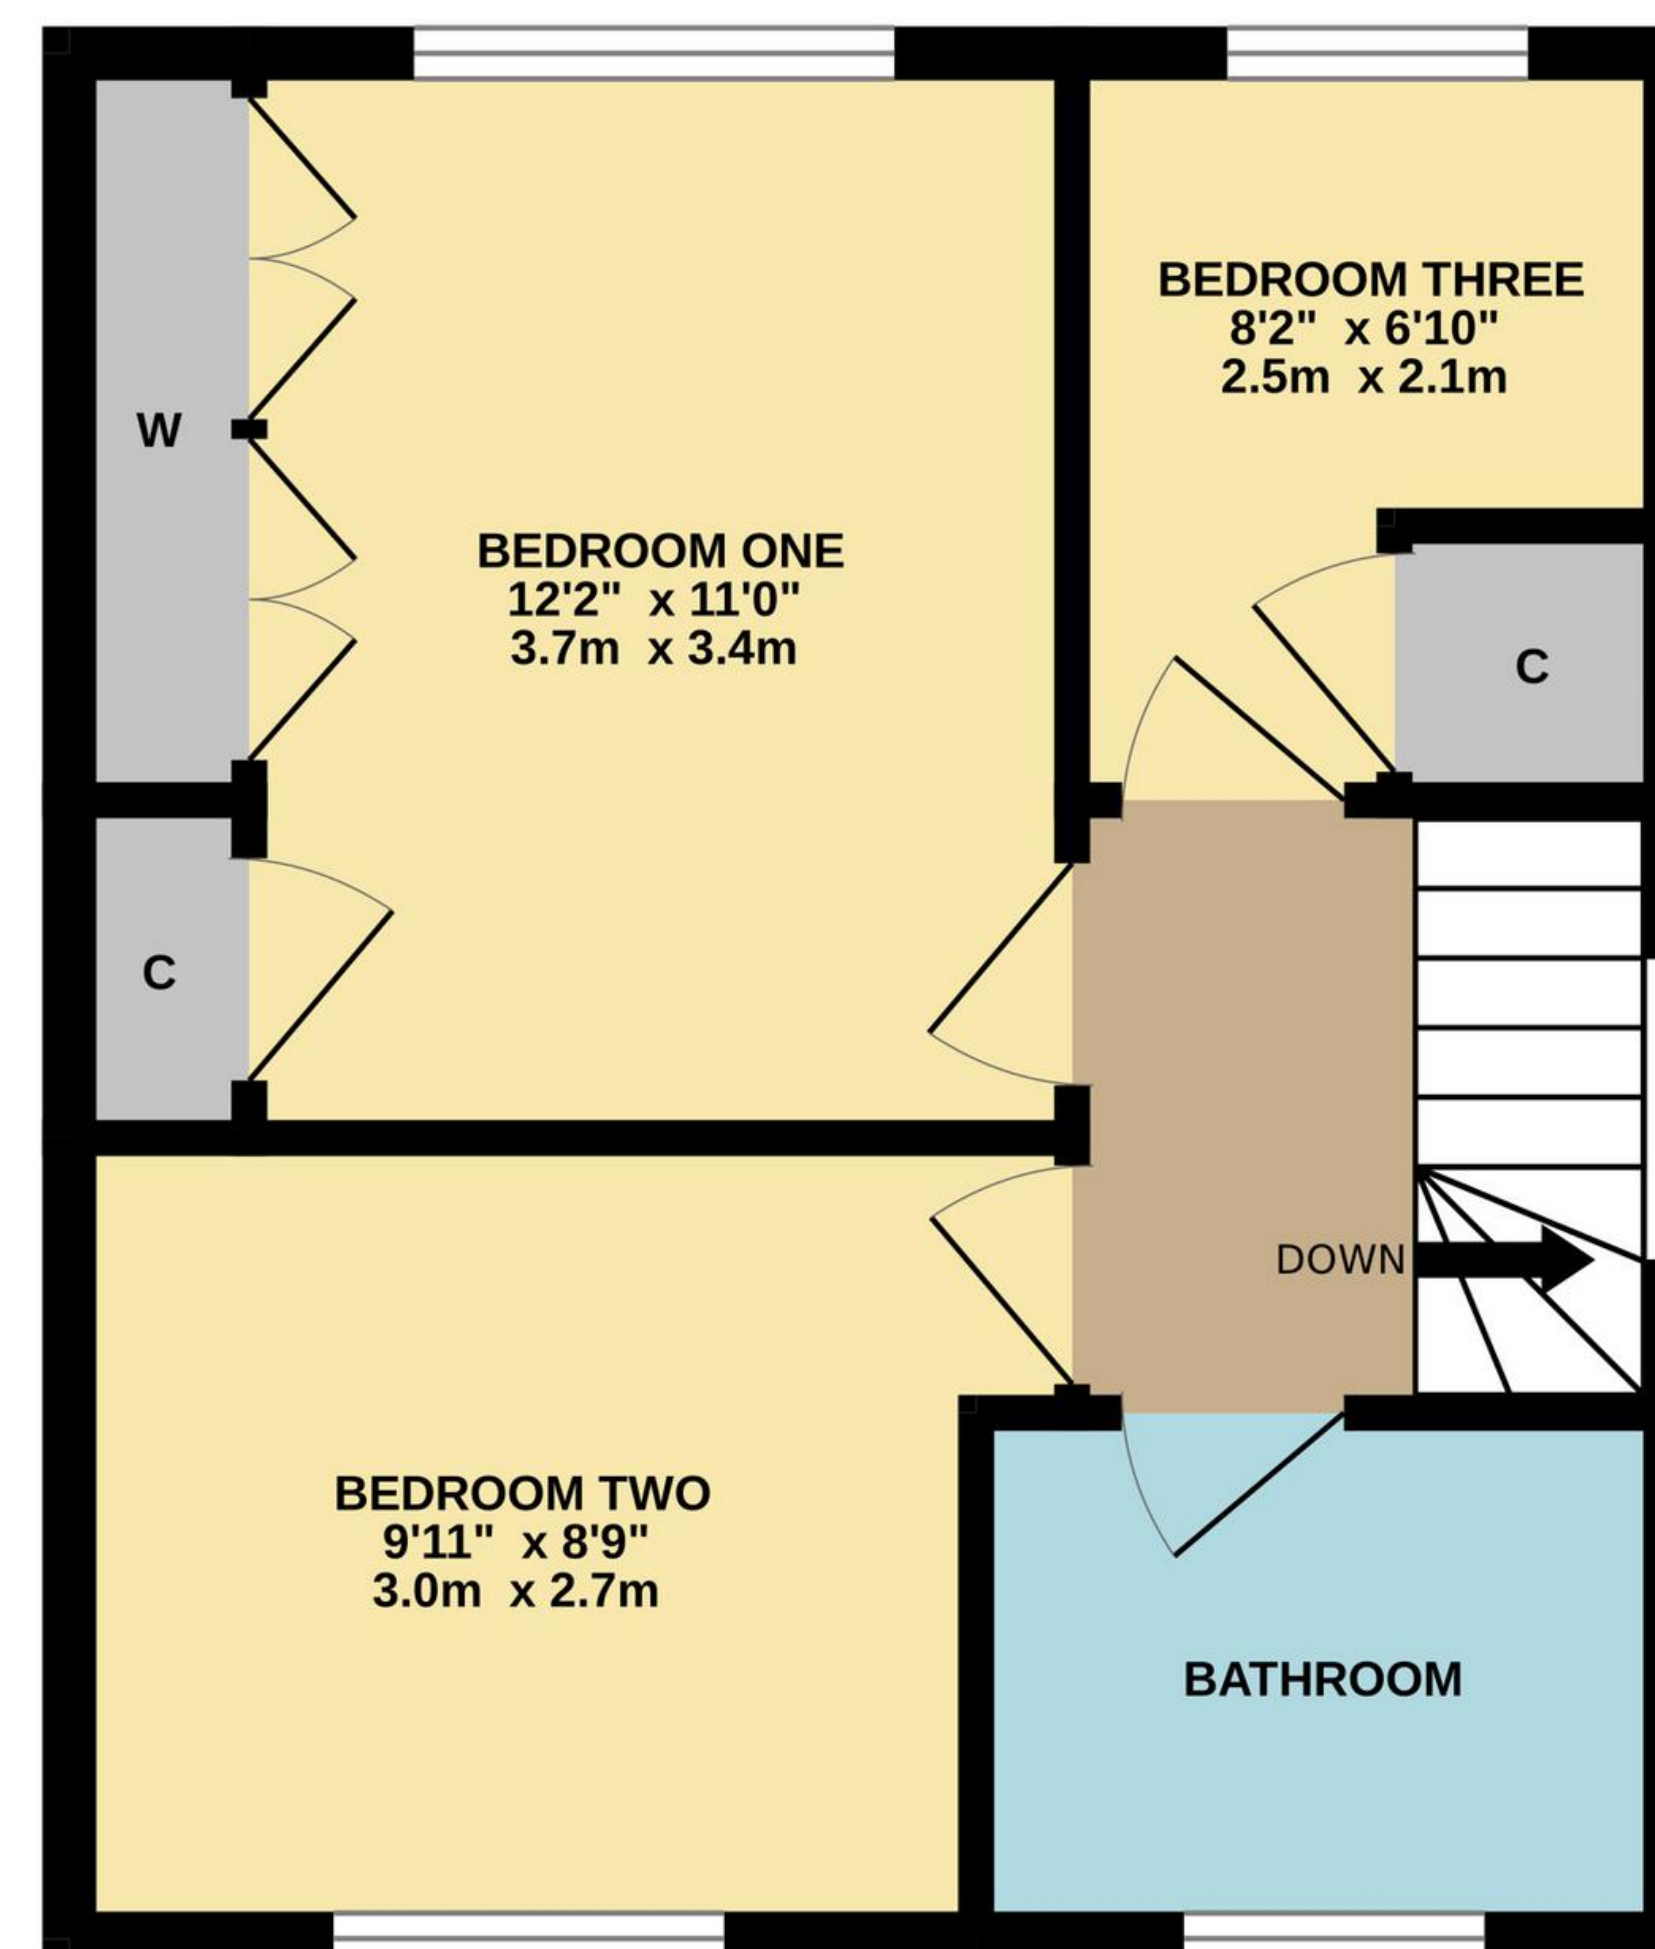 BEDROOM THREE
8'2" x 6'10"
2.5m x 2.1m
W
BEDROOM ONE
12'2" x 11'0"
3.7m x 3.4m
C
C
DOWN
BEDROOM TWO
9'11" x 8'9"
3.0m x 2.7m
BATHROOM